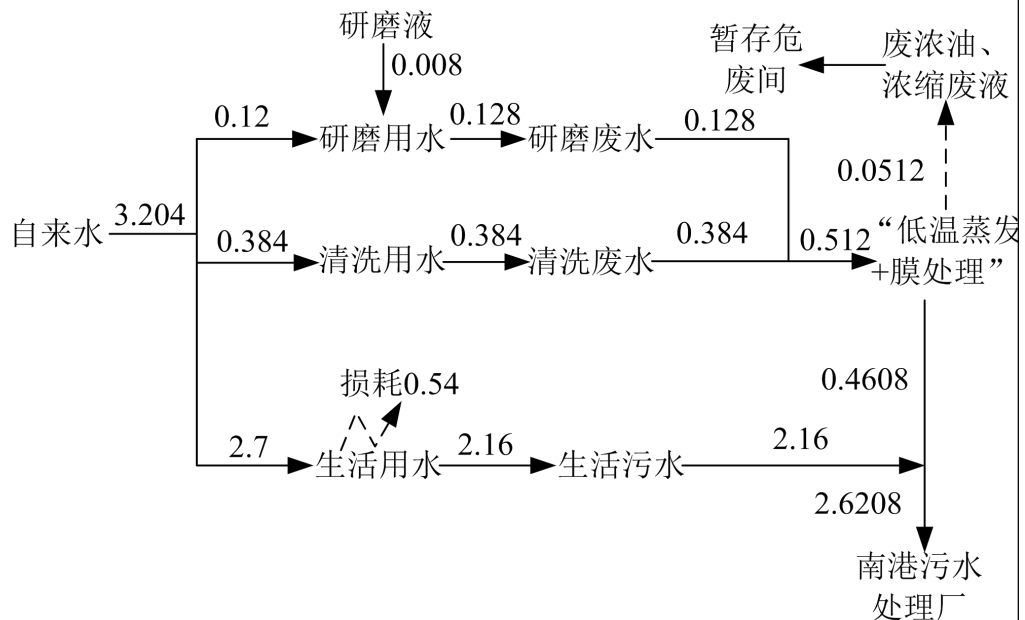 研磨液
0.008
暂存危
废间
废浓油、
浓缩废液
0.12
研磨用水
0.128
研磨废水
0.128
0.0512
自来水
3.204
0.384
清洗用水
0.384
清洗废水
0.384
0.512
“低温蒸发
+膜处理”
损耗0.54
0.4608
2.7
生活用水
2.16
生活污水
2.16
2.6208
南港污水
处理厂